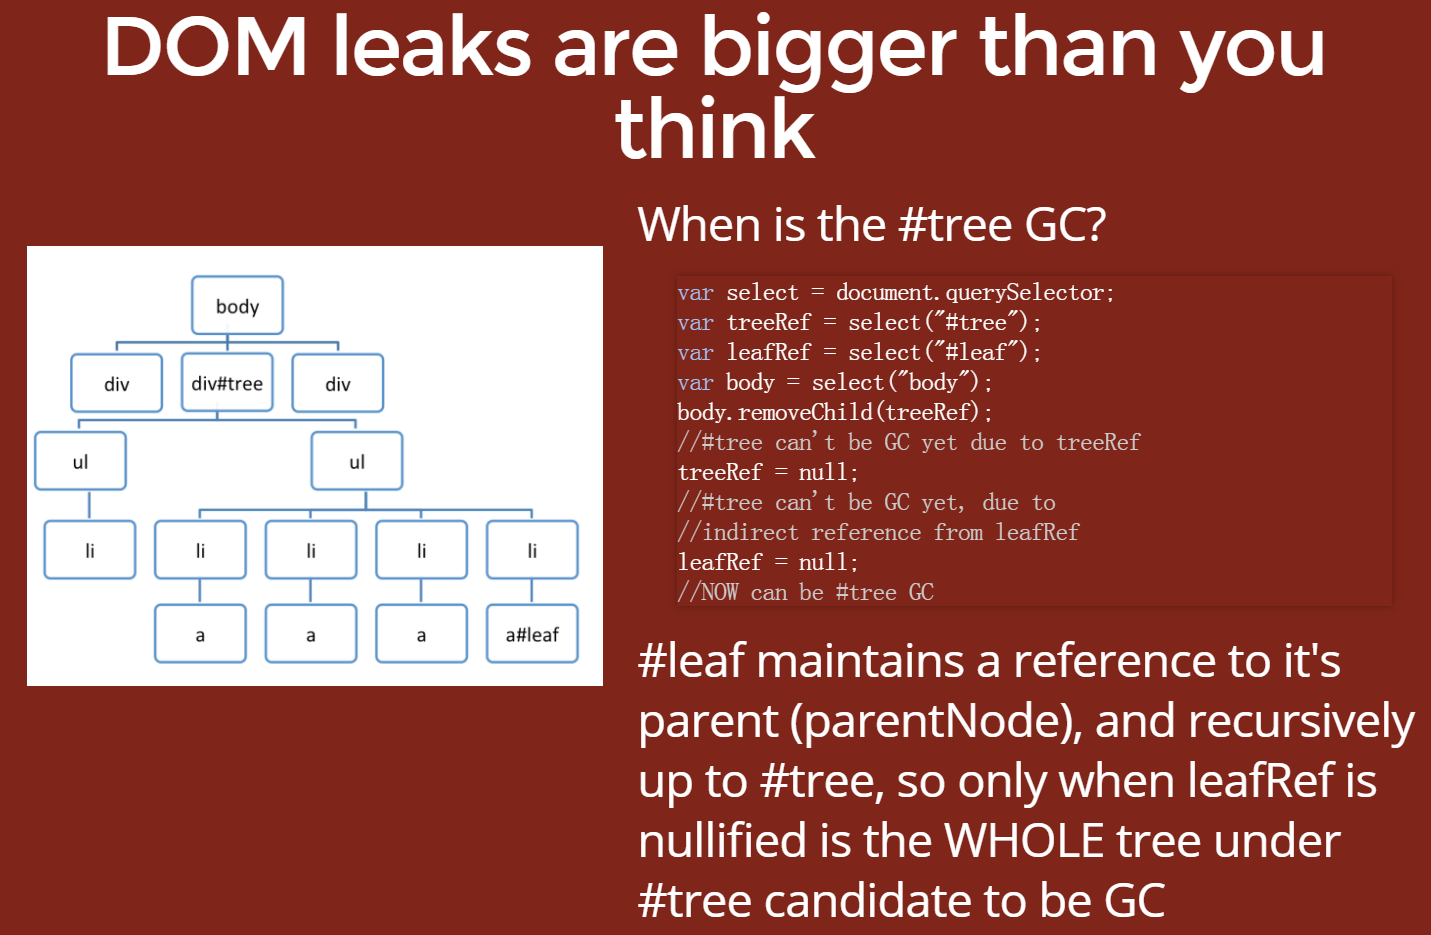 DOM leaks are bigger than you
think
When is the #tree GC?
body
div
div#tree
div
ul
ul
li
li
li
li
li
a
a
a
a#leaf
var select = document.querySelector;
var treeRef = select("#tree");
var leafRef = select("#leaf");
var body = select("body");
body.removeChild(treeRef);
//#tree can't be GC yet due to treeRef
treeRef = null;
//#tree can't be GC yet, due to
//indirect reference from leafRef
leafRef = null;
//NOW can be #tree GC
#leaf maintains a reference to it's
parent (parentNode), and recursively
up to #tree, so only when leafRef is
nullified is the WHOLE tree under
#tree candidate to be GC